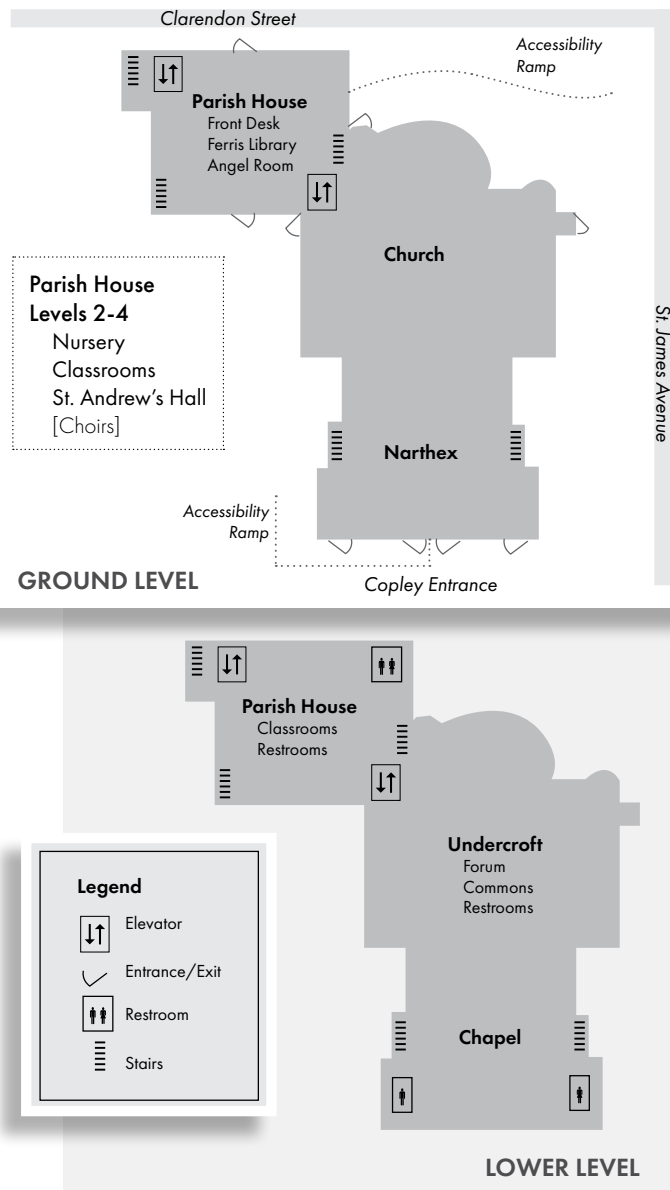 Clarendon Street
Accessibility
Ramp
Parish House
Front Desk
Ferris Library
Angel Room
Church
Parish House
Levels 2-4
Nursery
Classrooms
St. Andrew's Hall
[Choirs]
St. James Avenue
Narthex
Accessibility
Ramp
GROUND LEVEL
Copley Entrance
Parish House
Classrooms
Restrooms
Undercroft
Forum
Commons
Restrooms
Legend
Elevator
Entrance/Exit
Restroom
Stairs
Chapel
LOWER LEVEL